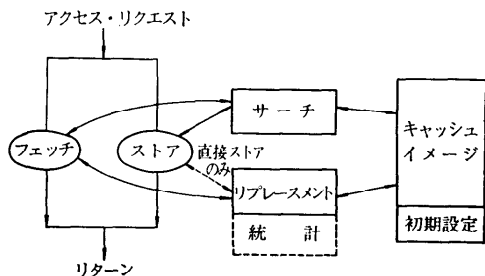 アクセス・リクエスト
サーチ
キャッシュ
イメージ
フェッチ
ストア
直接ストア
のみ
リプレースメント
統 計
初期設定
リターン